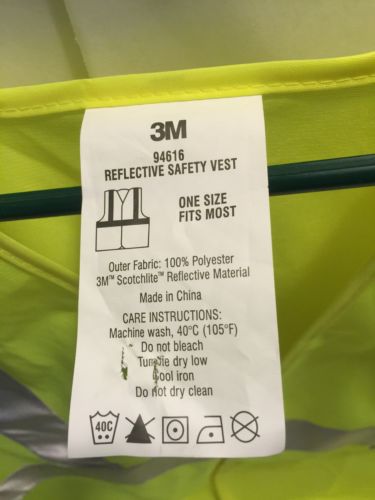 3M
94616
REFLECTIVE SAFETY VEST
ONE SIZE
FITS MOST
Outer Fabric: 100% Polyester
3M™ Scotchlite™ Reflective Material
Made in China
CARE INSTRUCTIONS:
Machine wash, 40°C (105°F)
Do not bleach
Tumble dry low
Cool iron
Do not dry clean
40C